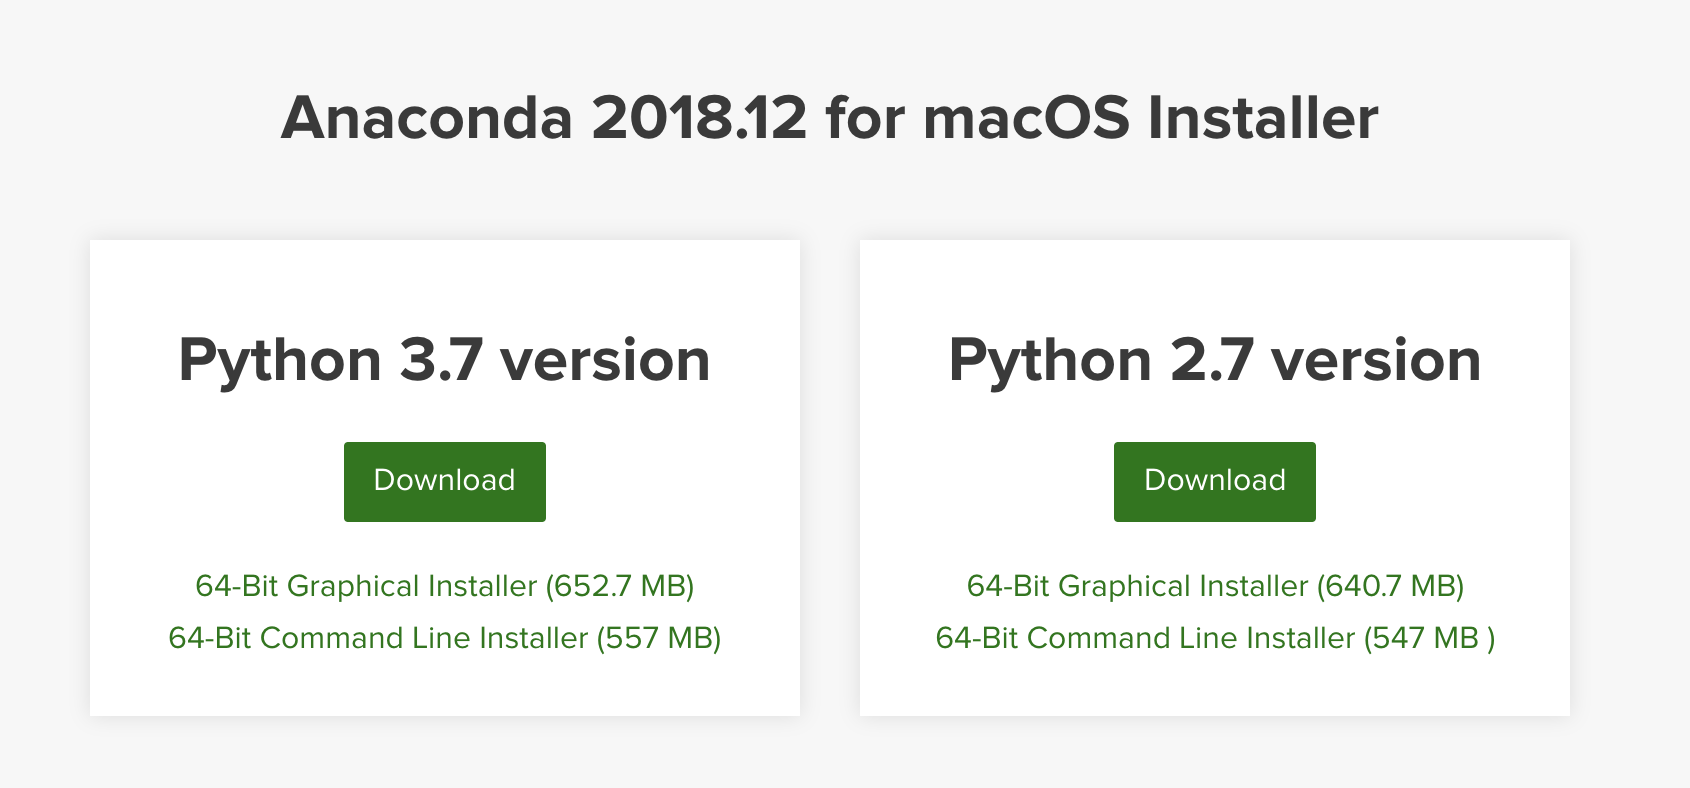 Anaconda 2018.12 for macOS Installer
Python 3.7 version
Download
64-Bit Graphical Installer (652.7 MB)
64-Bit Command Line Installer (557 MB)
Python 2.7 version
Download
64-Bit Graphical Installer (640.7 MB)
64-Bit Command Line Installer (547 MB )